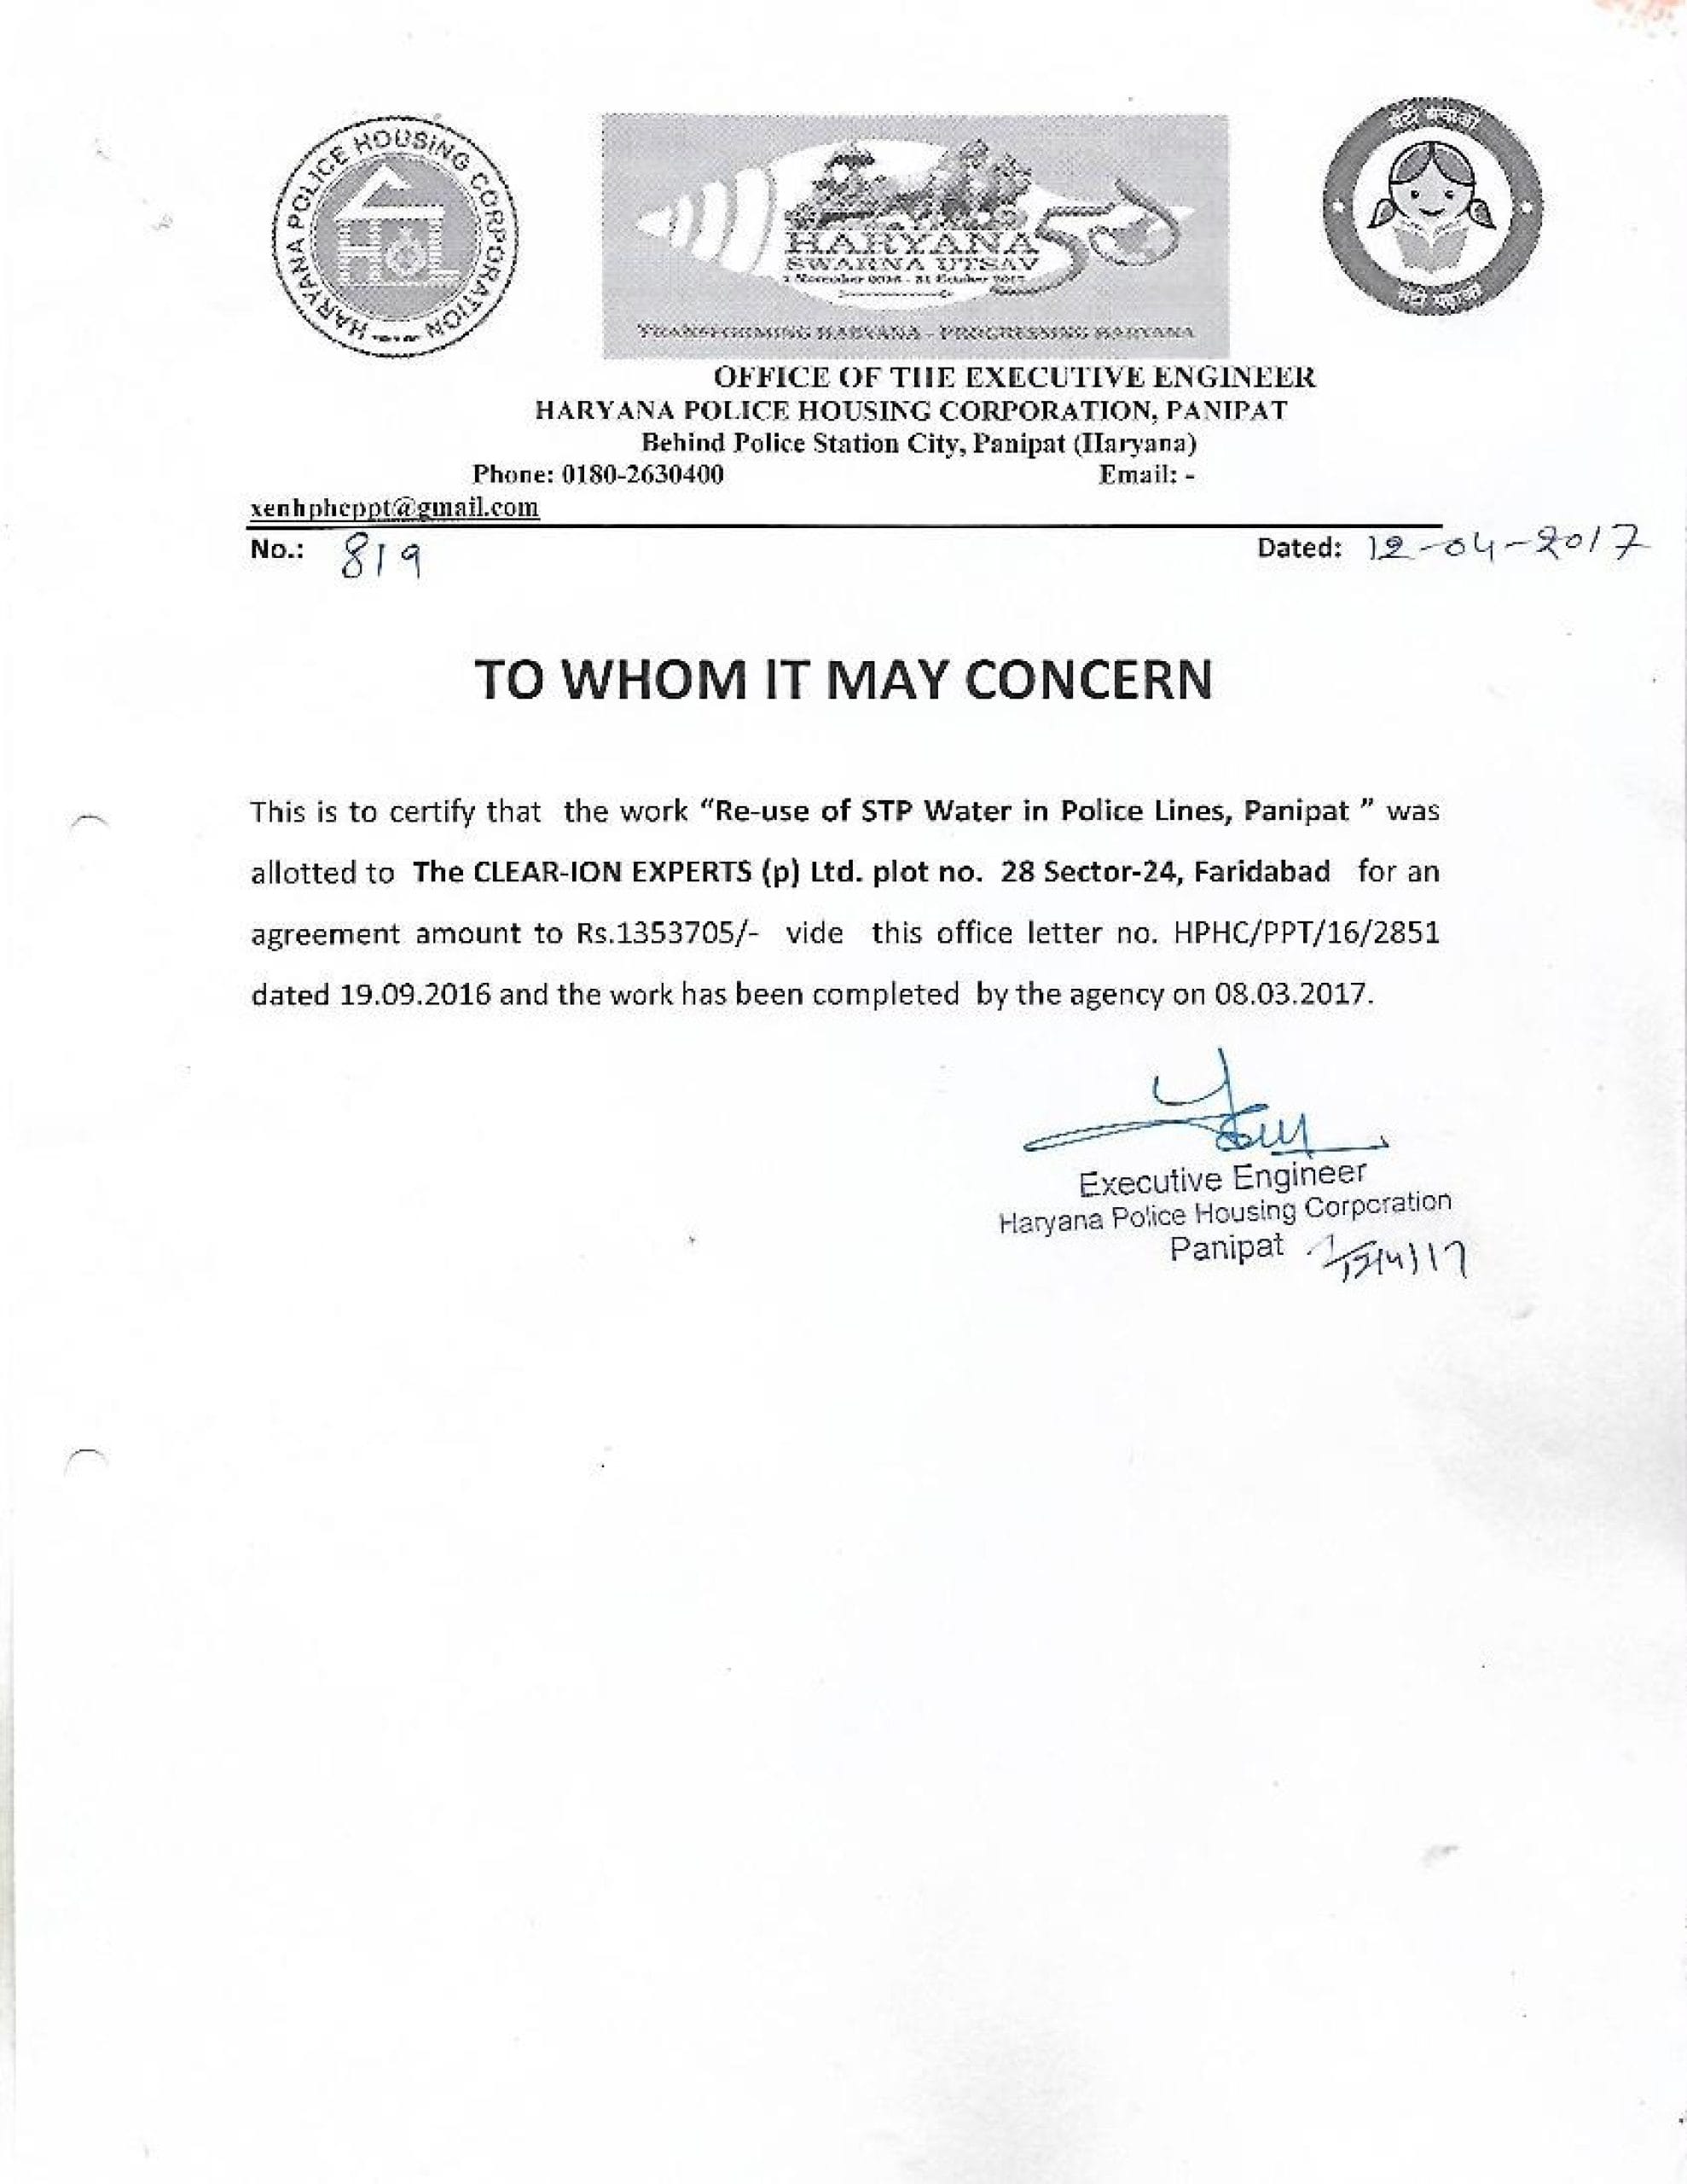 HARYANA POLICE HOUSING CORPORATION
HARYANA
SWARNA UTSAV
50
1 November 2016 - 31 October 2017
TRANSFORMING HARYANA - PROGRESSING HARYANA
बेटी बचाओ
बेटी पढ़ाओ
OFFICE OF THE EXECUTIVE ENGINEER
HARYANA POLICE HOUSING CORPORATION, PANIPAT
Behind Police Station City, Panipat (Haryana)
Phone: 0180-2630400 Email: -
xenhphcppt@gmail.com
No.: 819 Dated: 12-04-2017
TO WHOM IT MAY CONCERN
This is to certify that the work “Re-use of STP Water in Police Lines, Panipat ” was
allotted to The CLEAR-ION EXPERTS (p) Ltd. plot no. 28 Sector-24, Faridabad for an
agreement amount to Rs.1353705/- vide this office letter no. HPHC/PPT/16/2851
dated 19.09.2016 and the work has been completed by the agency on 08.03.2017.
Executive Engineer
Haryana Police Housing Corporation
Panipat